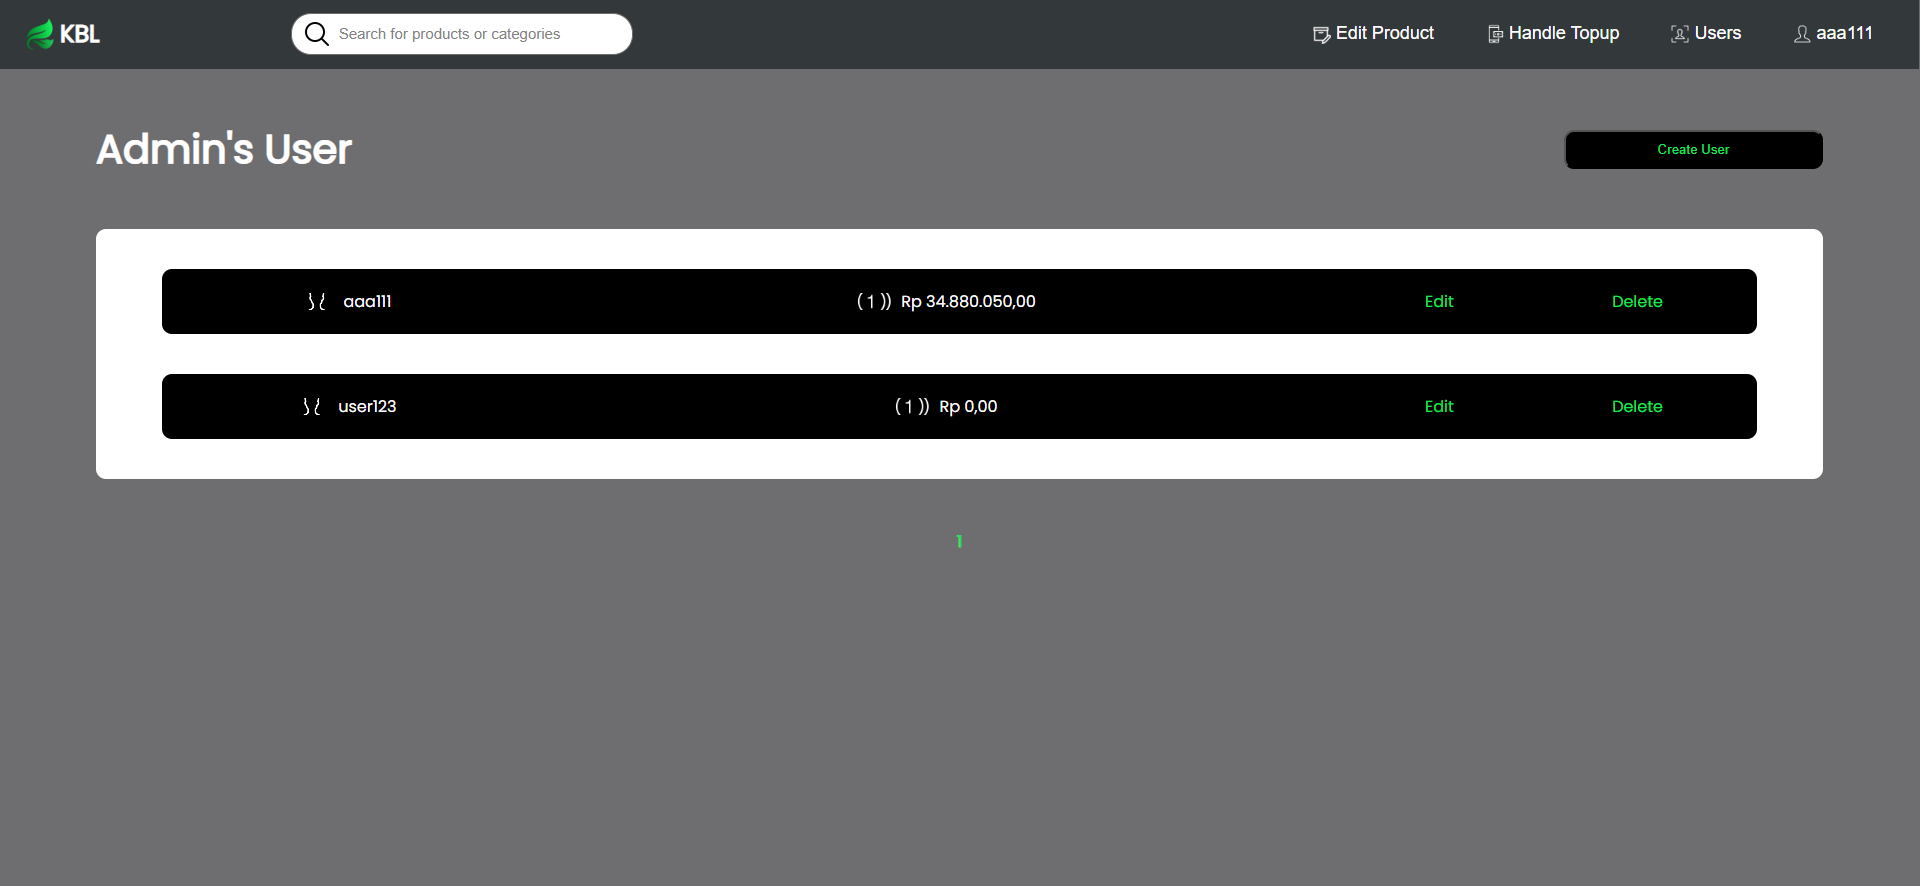 KBL
Search for products or categories
Edit Product
Handle Topup
Users
aaa111
Admin's User
Create User
aaa111
Rp 34.880.050,00
Edit
Delete
user123
Rp 0,00
Edit
Delete
1